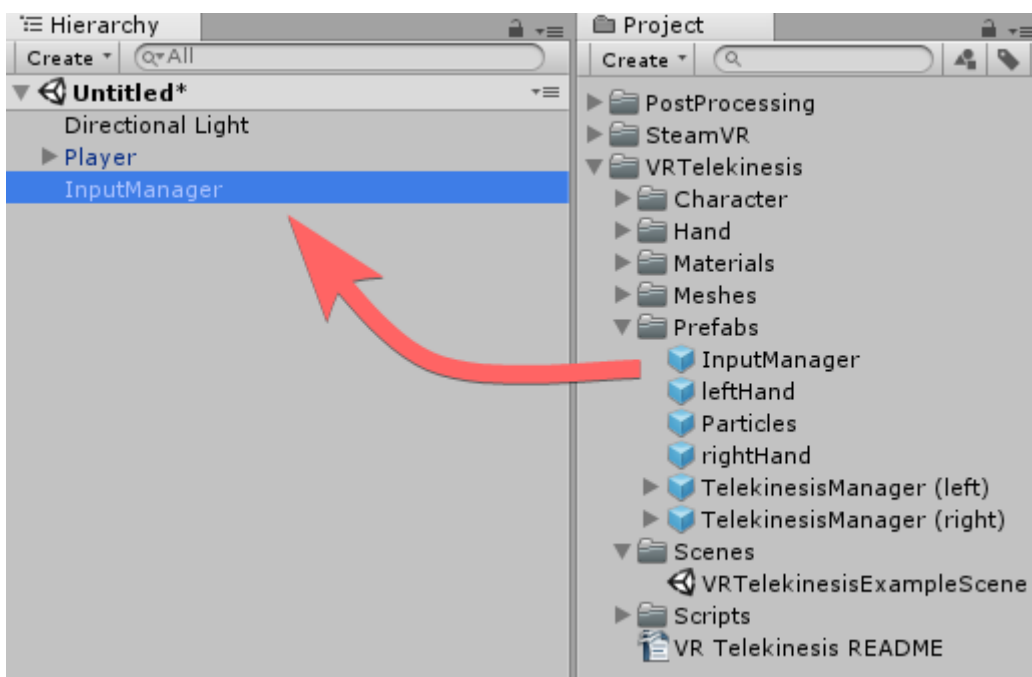 Hierarchy
Create All
Untitled*
Directional Light
Player
InputManager
Project
Create
PostProcessing
SteamVR
VRTelekinesis
Character
Hand
Materials
Meshes
Prefabs
InputManager
leftHand
Particles
rightHand
TelekinesisManager (left)
TelekinesisManager (right)
Scenes
VRTelekinesisExampleScene
Scripts
VR Telekinesis README